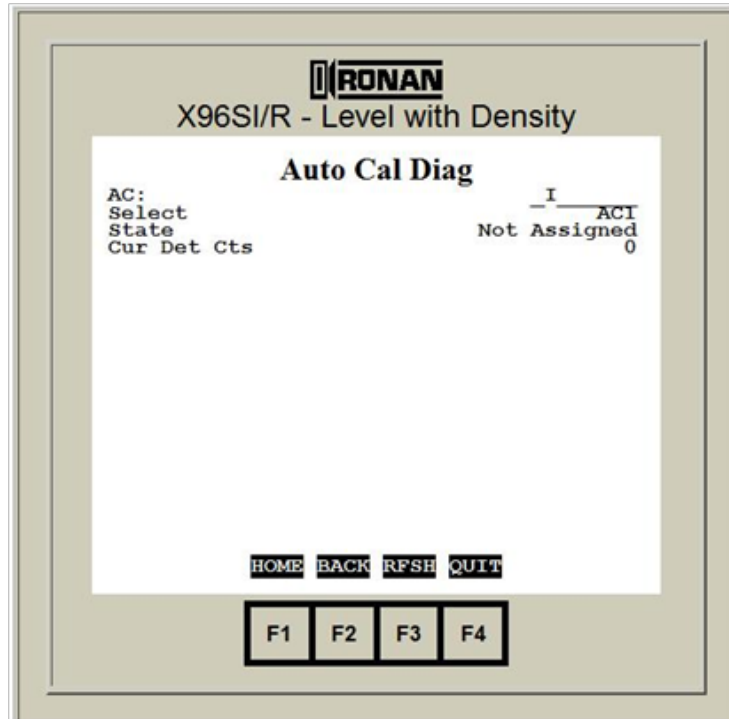 RONAN
X96SI/R - Level with Density
Auto Cal Diag
AC: _I______
Select ACI
State Not Assigned
Cur Det Cts 0
HOME BACK RFSH QUIT
F1 F2 F3 F4